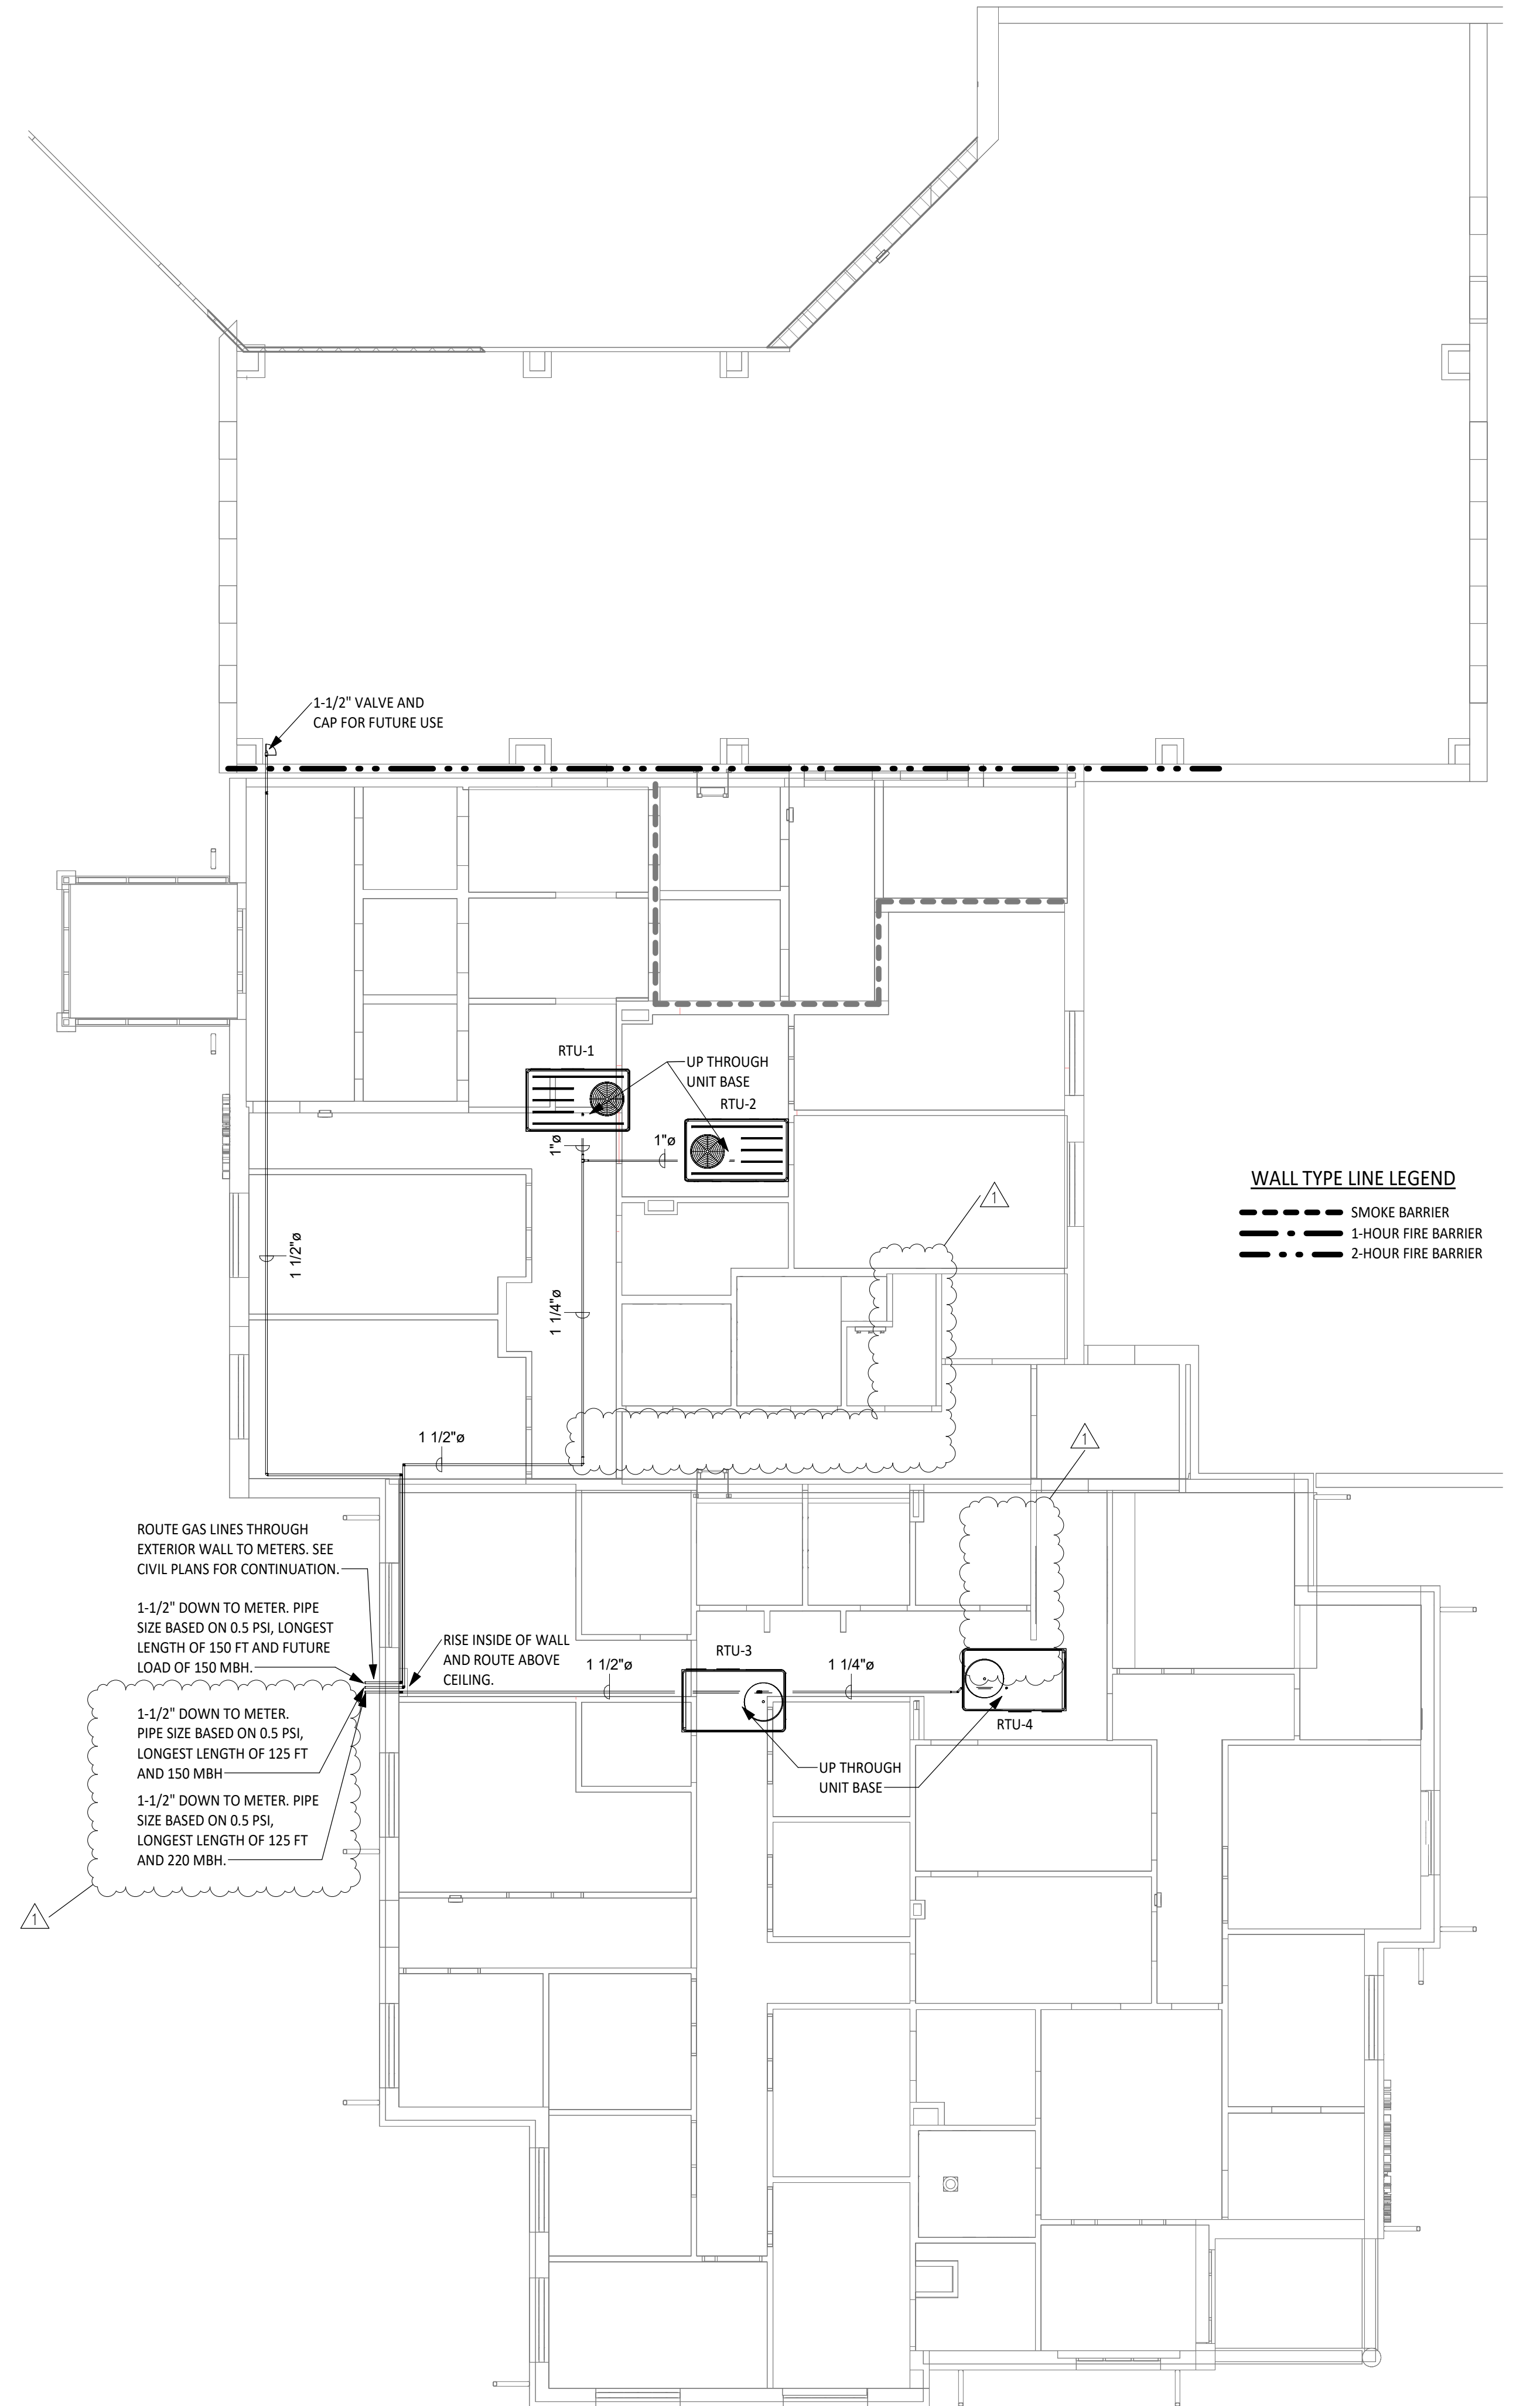 1-1/2" VALVE AND
CAP FOR FUTURE USE
RTU-1
UP THROUGH
UNIT BASE
RTU-2
1"ø
1"ø
1
WALL TYPE LINE LEGEND
SMOKE BARRIER
1-HOUR FIRE BARRIER
2-HOUR FIRE BARRIER
1 1/2"ø
1 1/4"ø
1 1/2"ø
1
ROUTE GAS LINES THROUGH
EXTERIOR WALL TO METERS. SEE
CIVIL PLANS FOR CONTINUATION.
1-1/2" DOWN TO METER. PIPE
SIZE BASED ON 0.5 PSI, LONGEST
LENGTH OF 150 FT AND FUTURE
LOAD OF 150 MBH.
RISE INSIDE OF WALL
AND ROUTE ABOVE
CEILING.
1 1/2"ø
RTU-3
1 1/4"ø
RTU-4
1-1/2" DOWN TO METER.
PIPE SIZE BASED ON 0.5 PSI,
LONGEST LENGTH OF 125 FT
AND 150 MBH
UP THROUGH
UNIT BASE
1-1/2" DOWN TO METER. PIPE
SIZE BASED ON 0.5 PSI,
LONGEST LENGTH OF 125 FT
AND 220 MBH.
1